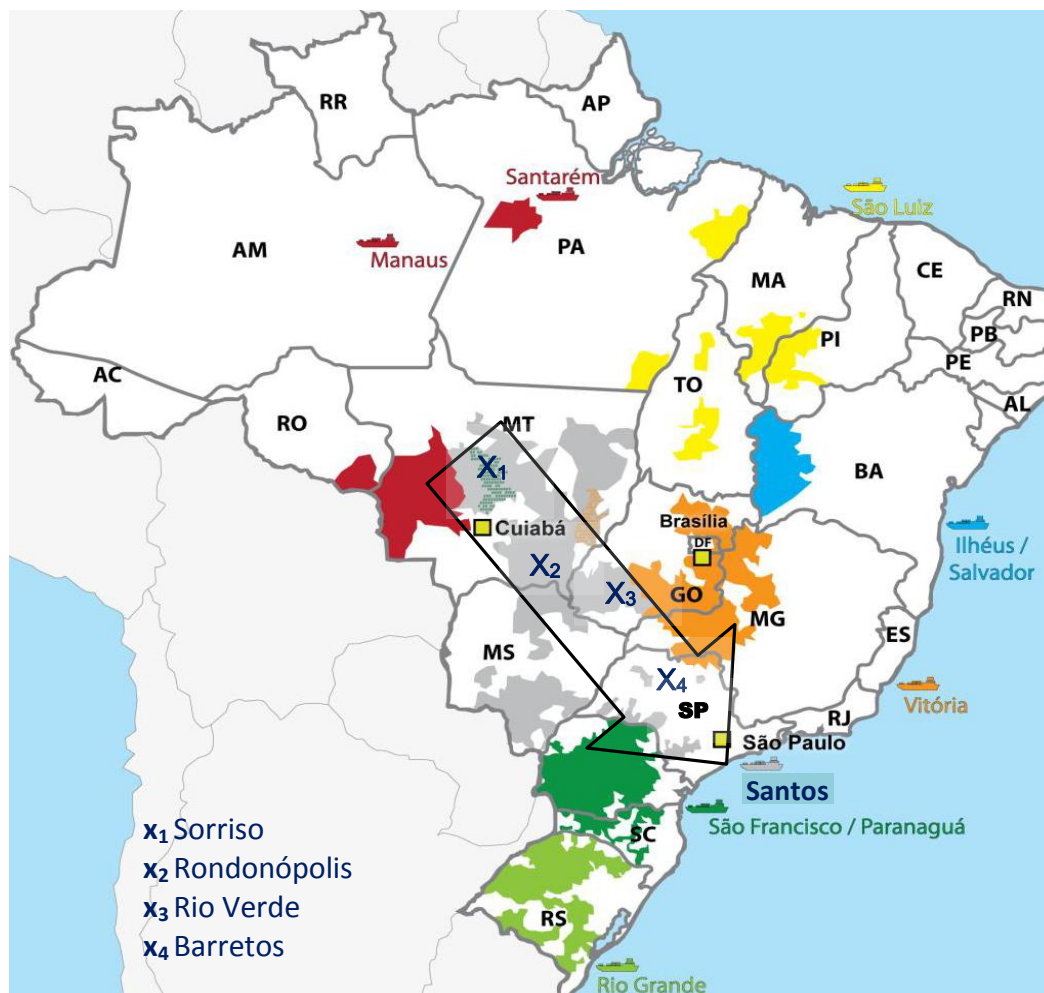 RR
AP
Santarém
São Luiz
AM
Manaus
PA
MA
CE
RN
PB
PI
PE
AC
TO
AL
RO
MT
BA
X₁
Cuiabá
Brasília
DF
Ilhéus /
Salvador
X₂
X₃
GO
MG
ES
MS
X₄
SP
Vitória
RJ
São Paulo
Santos
São Francisco / Paranaguá
SC
x₁ Sorriso
x₂ Rondonópolis
x₃ Rio Verde
x₄ Barretos
RS
Rio Grande